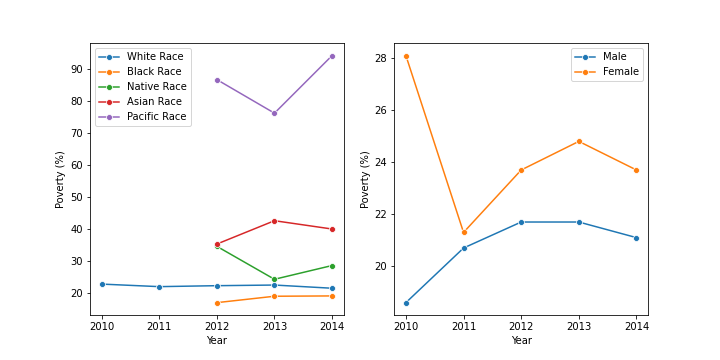 White Race
Black Race
Native Race
Asian Race
Pacific Race
90
80
70
60
50
40
30
20
Poverty (%)
2010 2011 2012 2013 2014
Year
Male
Female
28
26
24
22
20
Poverty (%)
2010 2011 2012 2013 2014
Year